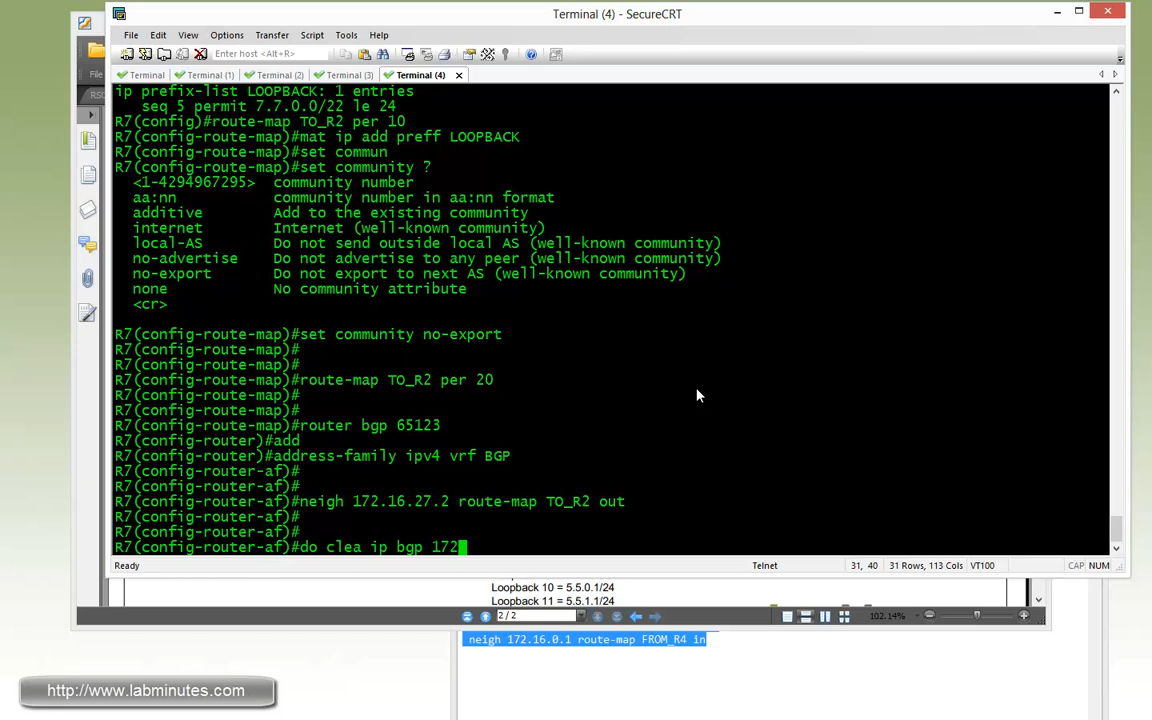 Terminal (4) - SecureCRT
File Edit View Options Transfer Script Tools Help
Enter host <Alt+R>
Terminal Terminal (1) Terminal (2) Terminal (3) Terminal (4)
ip prefix-list LOOPBACK: 1 entries
seq 5 permit 7.7.0.0/22 le 24
R7(config)#route-map TO_R2 per 10
R7(config-route-map)#mat ip add preff LOOPBACK
R7(config-route-map)#set commun
R7(config-route-map)#set community ?
<1-4294967295> community number
aa:nn community number in aa:nn format
additive Add to the existing community
internet Internet (well-known community)
local-AS Do not send outside local AS (well-known community)
no-advertise Do not advertise to any peer (well-known community)
no-export Do not export to next AS (well-known community)
none No community attribute
<cr>
R7(config-route-map)#set community no-export
R7(config-route-map)#
R7(config-route-map)#
R7(config-route-map)#route-map TO_R2 per 20
R7(config-route-map)#
R7(config-route-map)#
R7(config-route-map)#router bgp 65123
R7(config-router)#add
R7(config-router)#address-family ipv4 vrf BGP
R7(config-router-af)#
R7(config-router-af)#
R7(config-router-af)#neigh 172.16.27.2 route-map TO_R2 out
R7(config-router-af)#
R7(config-router-af)#
R7(config-router-af)#do clea ip bgp 172
Ready Telnet 31, 40 31 Rows, 113 Cols VT100 CAP NUM
Loopback 10 = 5.5.0.1/24
Loopback 11 = 5.5.1.1/24
2 / 2 102.14%
neigh 172.16.0.1 route-map FROM_R4 in
http://www.labminutes.com